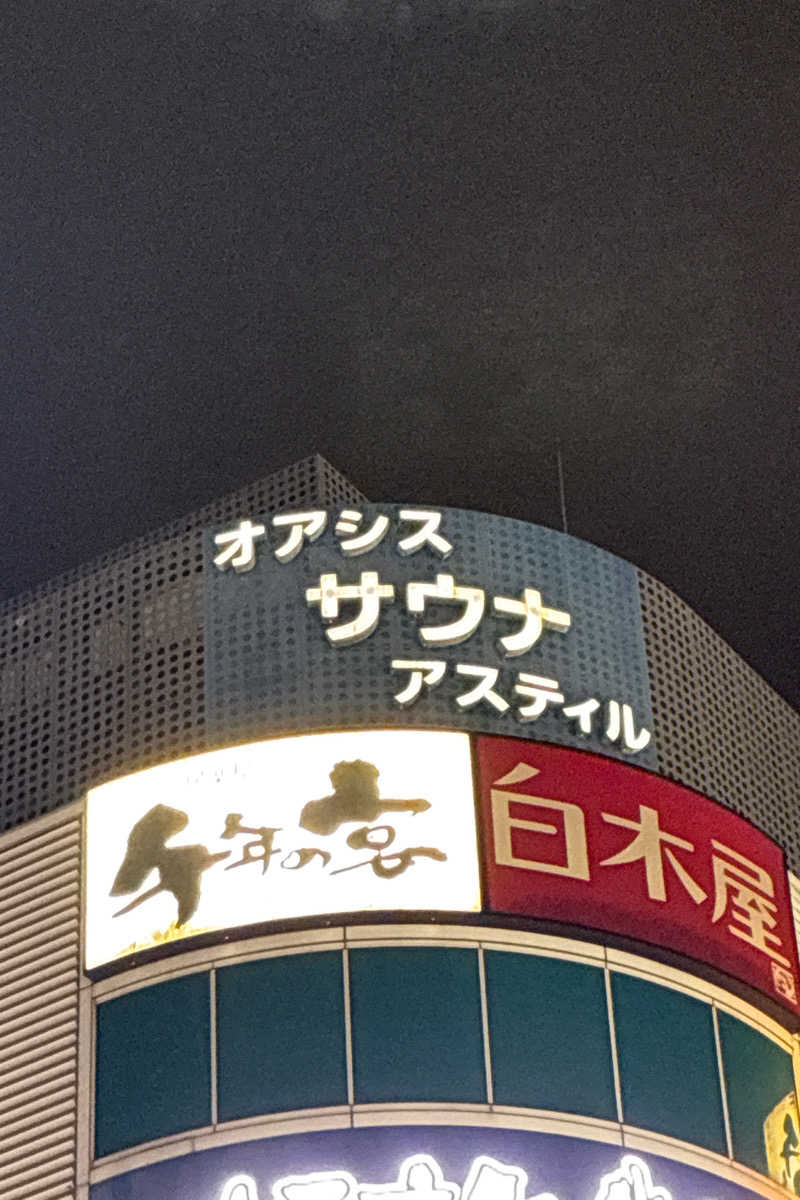 オアシス
サウナ
アスティル
千年の宴
白木屋